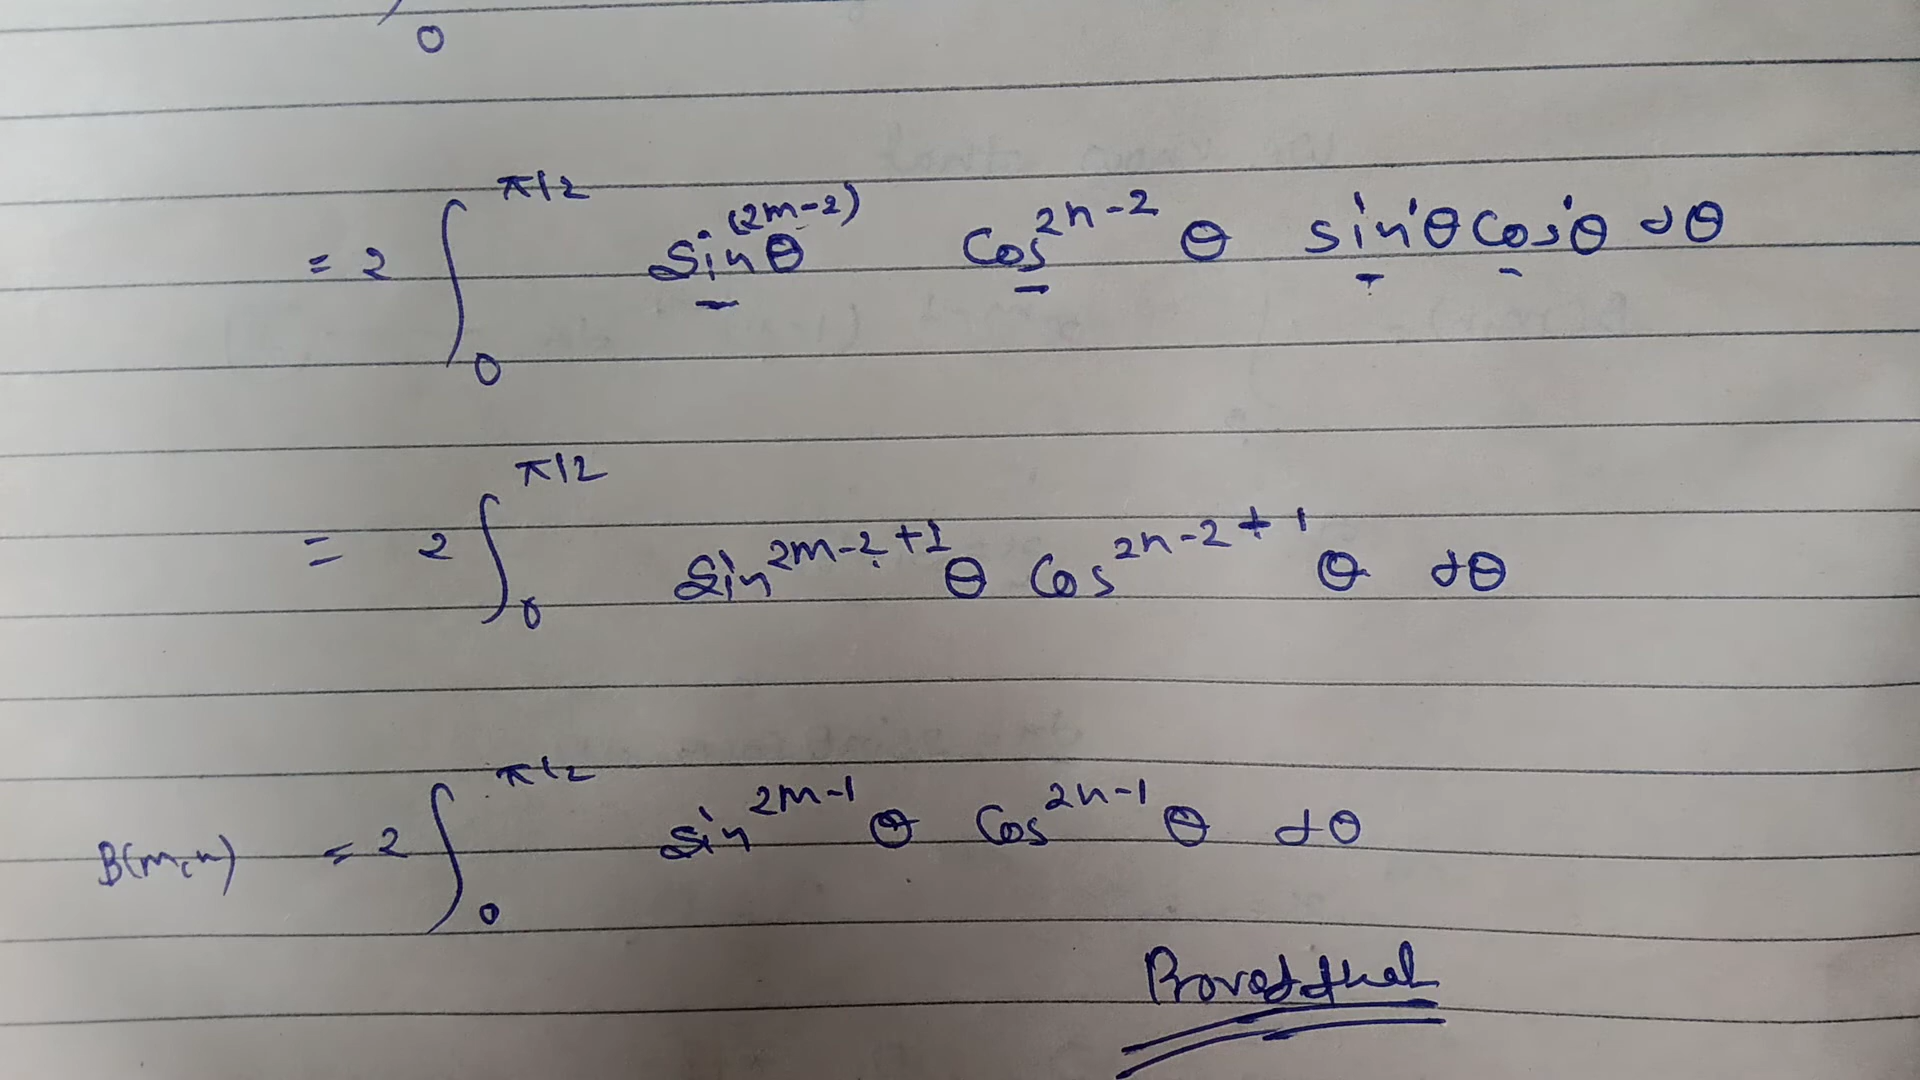 0
= 2 ∫₀^{π/2} sinθ^{(2m-2)} cos^{2n-2} θ sin'θ cos'θ dθ
= 2 ∫₀^{π/2} sin^{2m-2+1} θ cos^{2n-2+1} θ dθ
B(m,n) = 2 ∫₀^{π/2} sin^{2m-1} θ cos^{2n-1} θ dθ
Proved that